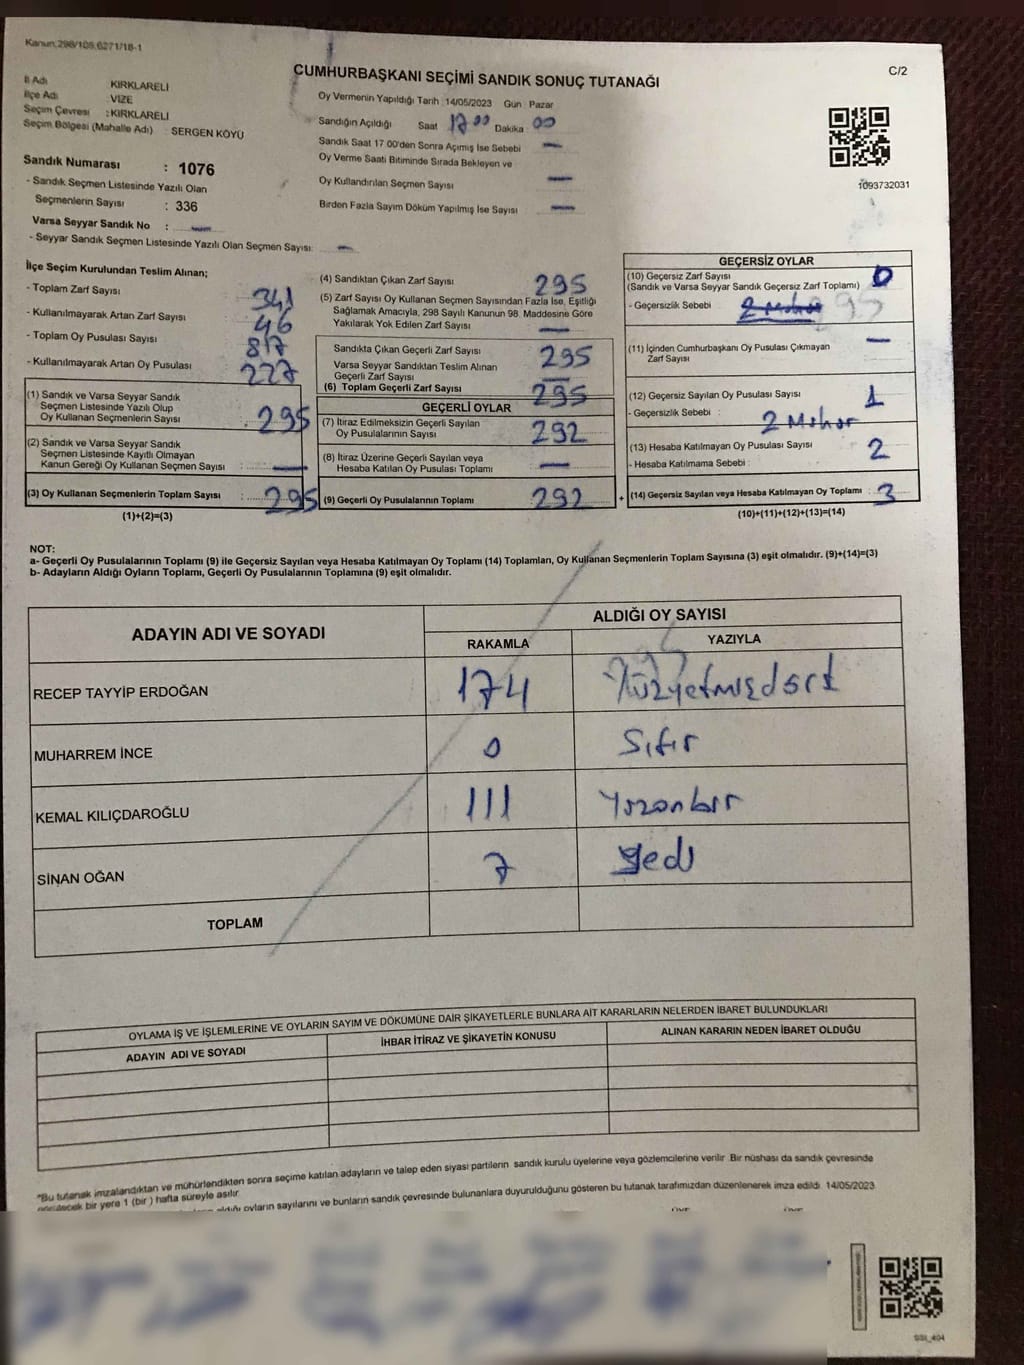 Kanun:298/105,6271/18-1
C/2
CUMHURBAŞKANI SEÇİMİ SANDIK SONUÇ TUTANAĞI
İl Adı : KIRKLARELİ
İlçe Adı : VİZE
Seçim Çevresi : KIRKLARELİ
Seçim Bölgesi (Mahalle Adı) : SERGEN KÖYÜ
Sandık Numarası : 1076
- Sandık Seçmen Listesinde Yazılı Olan
Seçmenlerin Sayısı : 336
Varsa Seyyar Sandık No : —
- Seyyar Sandık Seçmen Listesinde Yazılı Olan Seçmen Sayısı: —
Oy Vermenin Yapıldığı Tarih :14/05/2023 Gün : Pazar
Sandığın Açıldığı Saat 17 00 Dakika : 00
Sandık Saat 17 00'den Sonra Açımış İse Sebebi —
Oy Verme Saati Bitiminde Sırada Bekleyen ve
Oy Kullandırılan Seçmen Sayısı —
Birden Fazla Sayım Döküm Yapılmış İse Sayısı —
1093732031
İlçe Seçim Kurulundan Teslim Alınan;
- Toplam Zarf Sayısı 341
- Kullanılmayarak Artan Zarf Sayısı 46
- Toplam Oy Pusulası Sayısı 817
- Kullanılmayarak Artan Oy Pusulası 227
(1) Sandık ve Varsa Seyyar Sandık
Seçmen Listesinde Yazılı Olup
Oy Kullanan Seçmenlerin Sayısı 295
(2) Sandık ve Varsa Seyyar Sandık
Seçmen Listesinde Kayıtlı Olmayan
Kanun Gereği Oy Kullanan Seçmen Sayısı —
(3) Oy Kullanan Seçmenlerin Toplam Sayısı : 295
(1)+(2)=(3)
(4) Sandıktan Çıkan Zarf Sayısı 295
(5) Zarf Sayısı Oy Kullanan Seçmen Sayısından Fazla İse, Eşitliği
Sağlamak Amacıyla, 298 Sayılı Kanunun 98. Maddesine Göre
Yakılarak Yok Edilen Zarf Sayısı —
Sandıkta Çıkan Geçerli Zarf Sayısı 295
Varsa Seyyar Sandıktan Teslim Alınan
Geçerli Zarf Sayısı —
(6) Toplam Geçerli Zarf Sayısı 295
GEÇERLİ OYLAR
(7) İtiraz Edilmeksizin Geçerli Sayılan
Oy Pusulalarının Sayısı 292
(8) İtiraz Üzerine Geçerli Sayılan veya
Hesaba Katılan Oy Pusulası Toplamı —
(9) Geçerli Oy Pusulalarının Toplamı 292
+
GEÇERSİZ OYLAR
(10) Geçersiz Zarf Sayısı 0
(Sandık ve Varsa Seyyar Sandık Geçersiz Zarf Toplamı)
- Geçersizlik Sebebi : 2 Mohor
(11) İçinden Cumhurbaşkanı Oy Pusulası Çıkmayan
Zarf Sayısı —
(12) Geçersiz Sayılan Oy Pusulası Sayısı 1
- Geçersizlik Sebebi : 2 Mohor
(13) Hesaba Katılmayan Oy Pusulası Sayısı 2
- Hesaba Katılmama Sebebi :
(14) Geçersiz Sayılan veya Hesaba Katılmayan Oy Toplamı 3
(10)+(11)+(12)+(13)=(14)
NOT:
a- Geçerli Oy Pusulalarının Toplamı (9) ile Geçersiz Sayılan veya Hesaba Katılmayan Oy Toplamı (14) Toplamları, Oy Kullanan Seçmenlerin Toplam Sayısına (3) eşit olmalıdır. (9)+(14)=(3)
b- Adayların Aldığı Oyların Toplamı, Geçerli Oy Pusulalarının Toplamına (9) eşit olmalıdır.
ADAYIN ADI VE SOYADI
ALDIĞI OY SAYISI
RAKAMLA YAZIYLA
RECEP TAYYİP ERDOĞAN 174 Yüzyetmişdört
MUHARREM İNCE 0 Sıfır
KEMAL KILIÇDAROĞLU 111 Yüzonbir
SİNAN OĞAN 7 yedi
TOPLAM
OYLAMA İŞ VE İŞLEMLERİNE VE OYLARIN SAYIM VE DÖKÜMÜNE DAİR ŞİKAYETLERLE BUNLARA AİT KARARLARIN NELERDEN İBARET BULUNDUKLARI
ADAYIN ADI VE SOYADI İHBAR İTİRAZ VE ŞİKAYETİN KONUSU ALINAN KARARIN NEDEN İBARET OLDUĞU
*Bu tutanak imzalandıktan ve mühürlendikten sonra seçime katılan adayların ve talep eden siyasi partilerin sandık kurulu üyelerine veya gözlemcilerine verilir. Bir nüshası da sandık çevresinde
görülecek bir yere 1 (bir ) hafta süreyle asılır.
aldığı oyların sayılarını ve bunların sandık çevresinde bulunanlara duyurulduğunu gösteren bu tutanak tarafımızdan düzenlenerek imza edildi. 14/05/2023